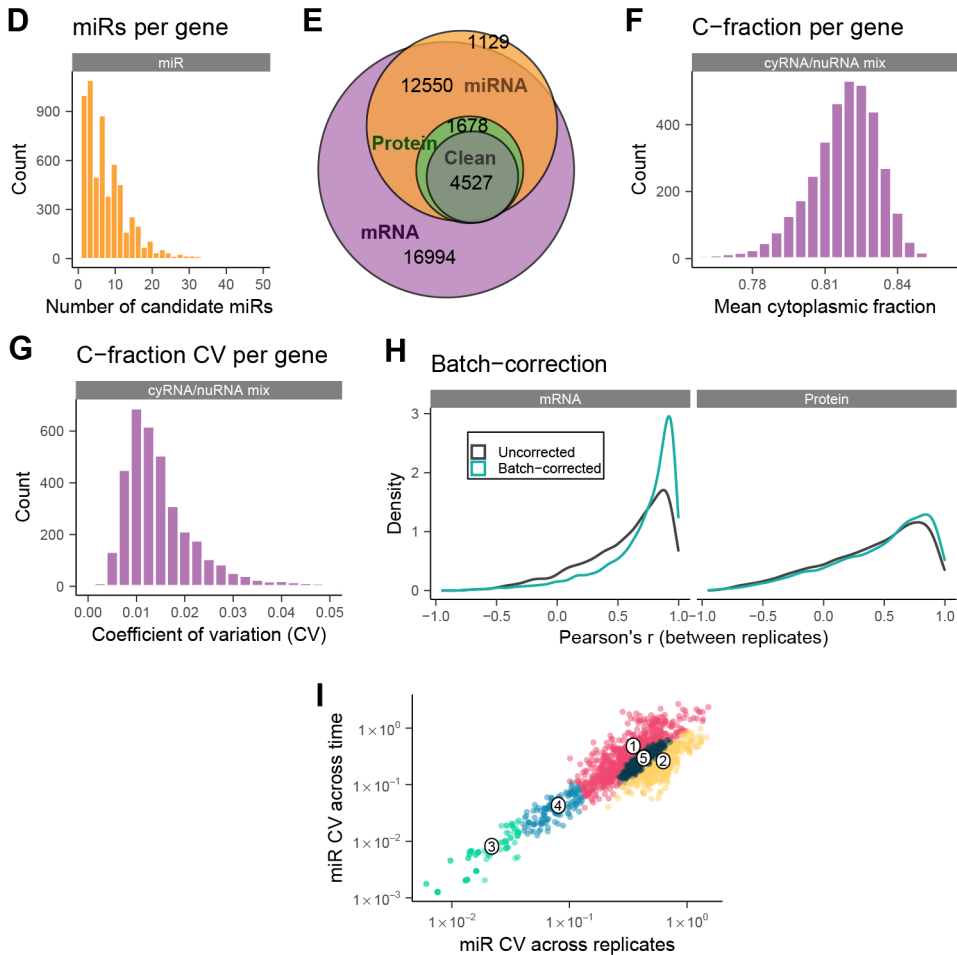 D miRs per gene
miR
Count
900
600
300
0
0 10 20 30 40 50
Number of candidate miRs
E
1129
12550 miRNA
1678
Protein
Clean
4527
mRNA
16994
F C−fraction per gene
cyRNA/nuRNA mix
Count
400
200
0
0.78 0.81 0.84
Mean cytoplasmic fraction
G C−fraction CV per gene
cyRNA/nuRNA mix
Count
600
400
200
0
0.00 0.01 0.02 0.03 0.04 0.05
Coefficient of variation (CV)
H Batch−correction
mRNA Protein
Density
3
2
1
0
Uncorrected
Batch−corrected
−1.0 −0.5 0.0 0.5 1.0 −1.0 −0.5 0.0 0.5 1.0
Pearson's r (between replicates)
I
miR CV across time
1×10⁰
1×10⁻¹
1×10⁻²
1×10⁻³
1
5
2
4
3
1×10⁻² 1×10⁻¹ 1×10⁰
miR CV across replicates